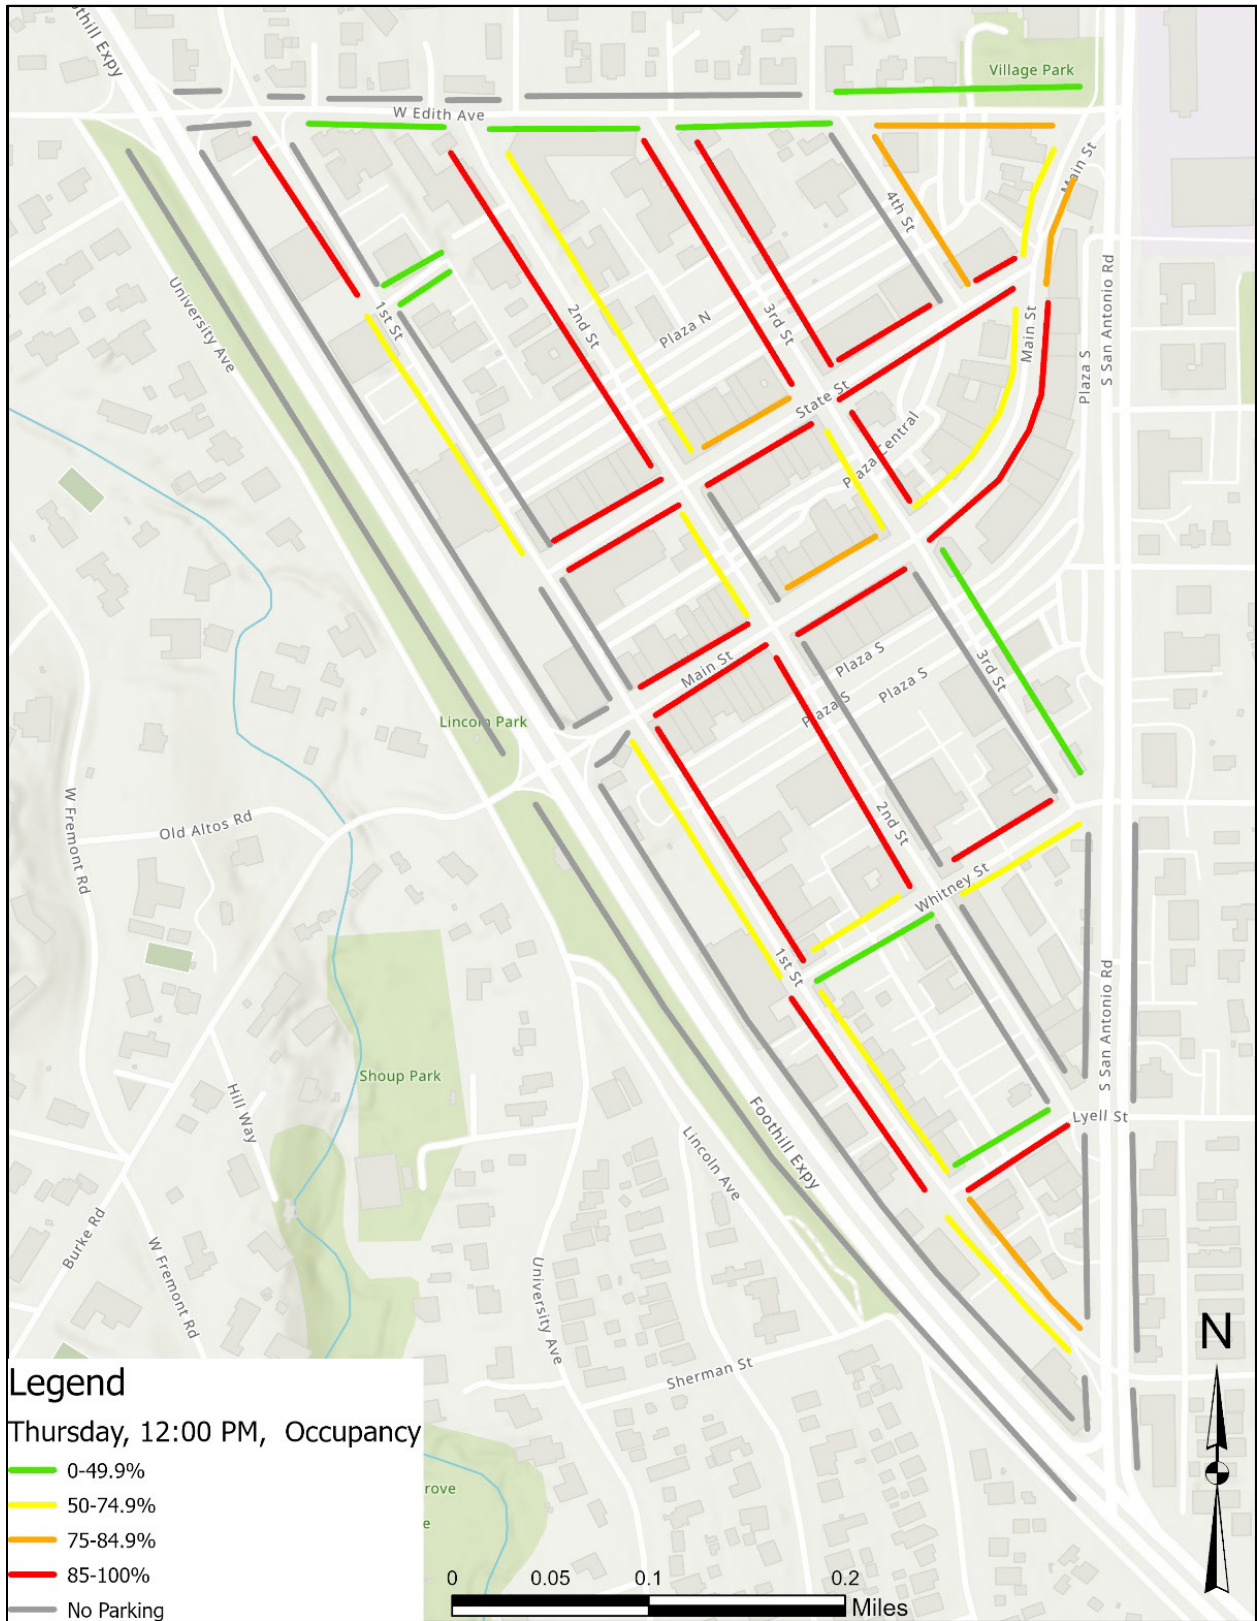 othill Expy
Village Park
W Edith Ave
Main St
4th St
University Ave
1st St
2nd St
3rd St
Plaza N
Main St
Plaza S
S San Antonio Rd
State St
Plaza Central
Main St
Plaza S
Plaza S
Plaza S
3rd St
Lincoln Park
W Fremont Rd
Old Altos Rd
2nd St
Whitney St
1st St
S San Antonio Rd
Shoup Park
Hill Way
Foothill Expy
Lyell St
Lincoln Ave
Burke Rd
W Fremont Rd
University Ave
Sherman St
N
Legend
Thursday, 12:00 PM, Occupancy
0-49.9%
50-74.9%
75-84.9%
85-100%
No Parking
rove
e
0 0.05 0.1 0.2
Miles